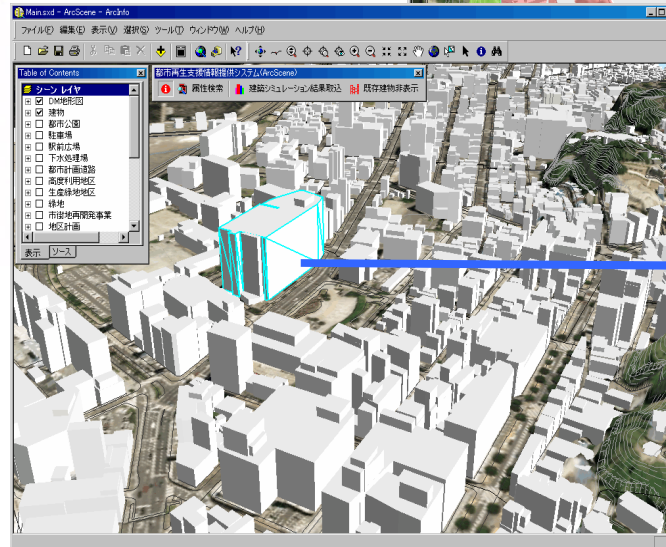 Main.sxd - ArcScene - ArcInfo
ファイル(F) 編集(E) 表示(V) 選択(S) ツール(T) ウィンドウ(W) ヘルプ(H)
Table of Contents
シーン レイヤ
DM地形図
建物
都市公園
駐車場
駅前広場
下水処理場
都市計画道路
高度利用地区
生産緑地地区
緑地
市街地再開発事業
地区計画
表示 ソース
都市再生支援情報提供システム(ArcScene)
属性検索 建築シミュレーション結果取込 既存建物非表示